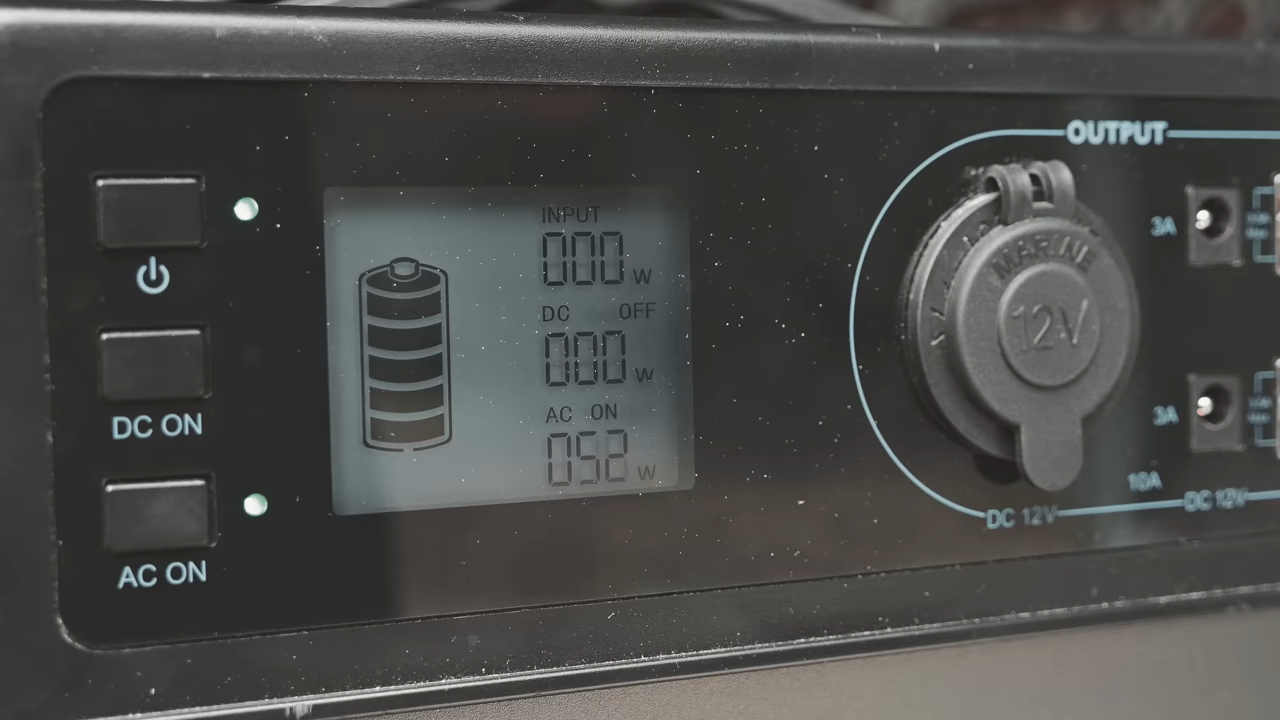 DC ON
AC ON
INPUT
000 W
DC OFF
000 W
AC ON
052 W
OUTPUT
MARINE
12V
DC 12V
3A
3A
10A
DC 12V